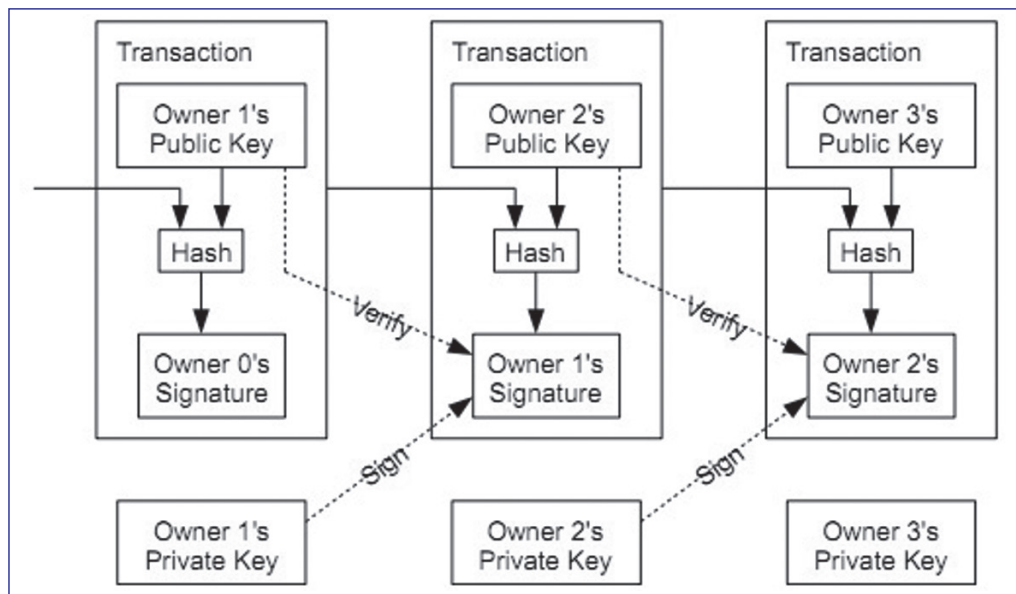 Transaction
Transaction
Transaction
Owner 1's
Public Key
Owner 2's
Public Key
Owner 3's
Public Key
Hash
Hash
Hash
Verify
Verify
Owner 0's
Signature
Owner 1's
Signature
Owner 2's
Signature
Sign
Sign
Owner 1's
Private Key
Owner 2's
Private Key
Owner 3's
Private Key